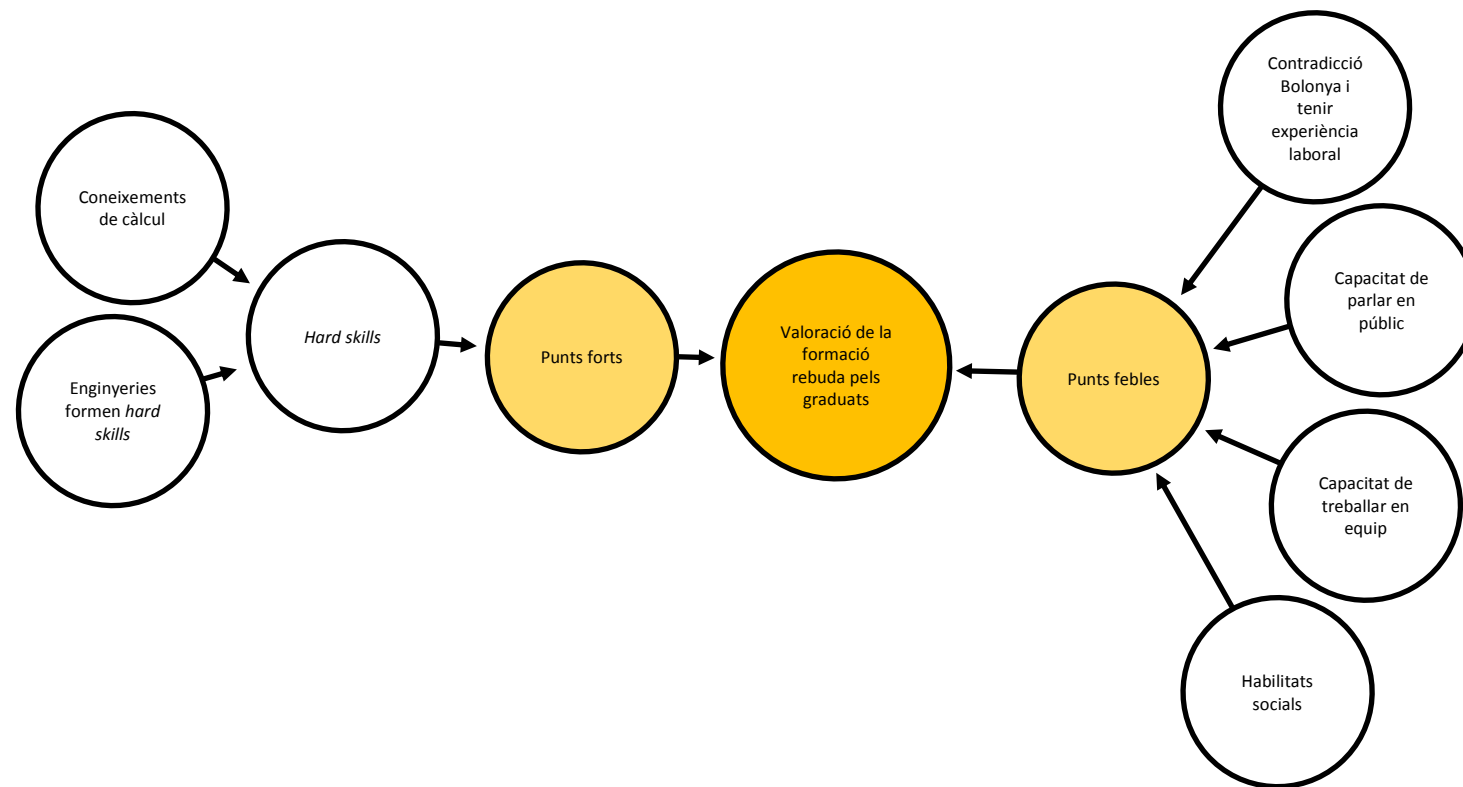 Coneixements
de càlcul
Enginyeries
formen hard
skills
Hard skills
Punts forts
Valoració de la
formació
rebuda pels
graduats
Punts febles
Contradicció
Bolonya i
tenir
experiència
laboral
Capacitat de
parlar en
públic
Capacitat de
treballar en
equip
Habilitats
socials